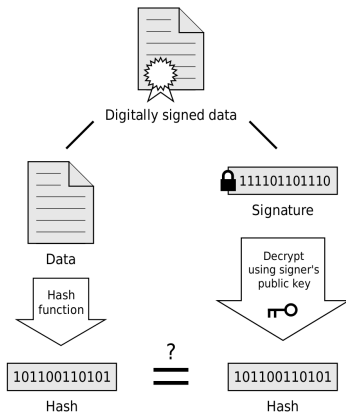 Digitally signed data
111101101110
Signature
Data
Decrypt
using signer's
public key
Hash
function
?
101100110101
101100110101
Hash
Hash